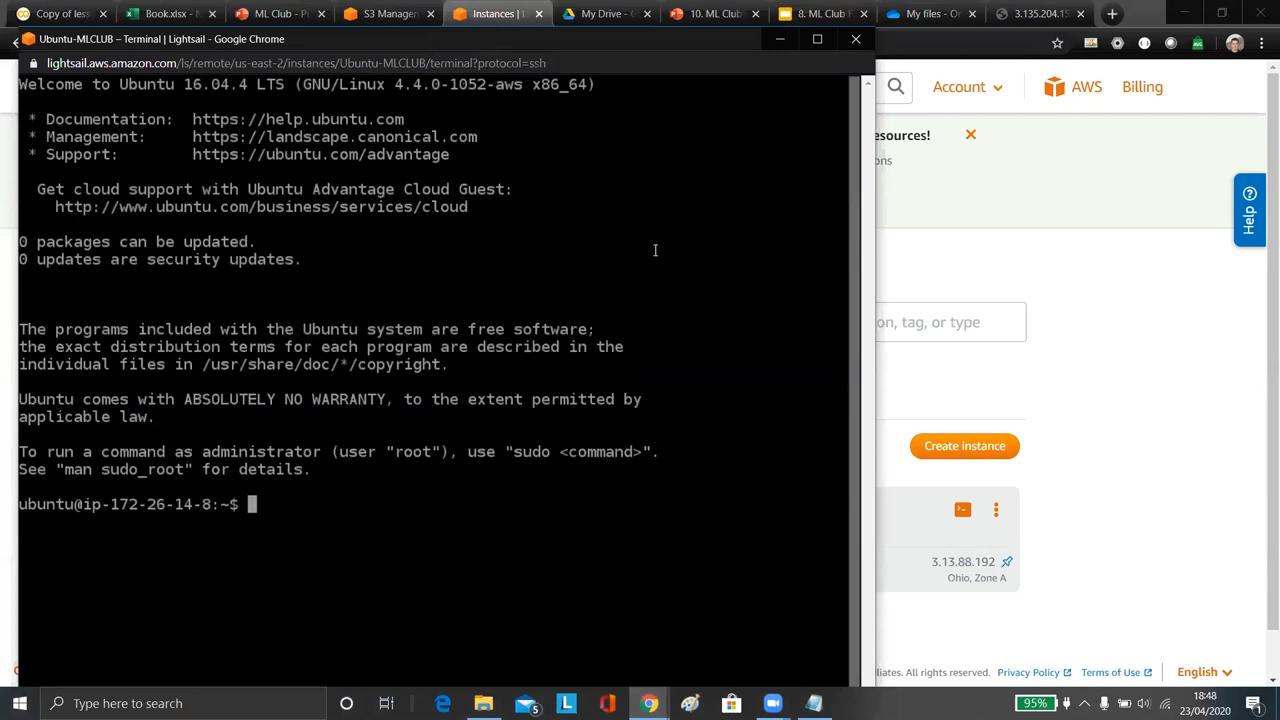 Copy of less
Book.xlsx - M
ML Club - Pu
S3 Manager
Instances | L
My Drive - G
10. ML Club
8. ML Club
My files - On
3.135.204.15
Ubuntu-MLCLUB – Terminal | Lightsail - Google Chrome
lightsail.aws.amazon.com/ls/remote/us-east-2/instances/Ubuntu-MLCLUB/terminal?protocol=ssh
Welcome to Ubuntu 16.04.4 LTS (GNU/Linux 4.4.0-1052-aws x86_64)
* Documentation: https://help.ubuntu.com
* Management: https://landscape.canonical.com
* Support: https://ubuntu.com/advantage
Get cloud support with Ubuntu Advantage Cloud Guest:
http://www.ubuntu.com/business/services/cloud
0 packages can be updated.
0 updates are security updates.
The programs included with the Ubuntu system are free software;
the exact distribution terms for each program are described in the
individual files in /usr/share/doc/*/copyright.
Ubuntu comes with ABSOLUTELY NO WARRANTY, to the extent permitted by
applicable law.
To run a command as administrator (user "root"), use "sudo <command>".
See "man sudo_root" for details.
ubuntu@ip-172-26-14-8:~$
Account
AWS
Billing
esources!
ons
Help
on, tag, or type
Create instance
3.13.88.192
Ohio, Zone A
iliates. All rights reserved.
Privacy Policy
Terms of Use
English
Type here to search
5
95%
18:48
23/04/2020
1